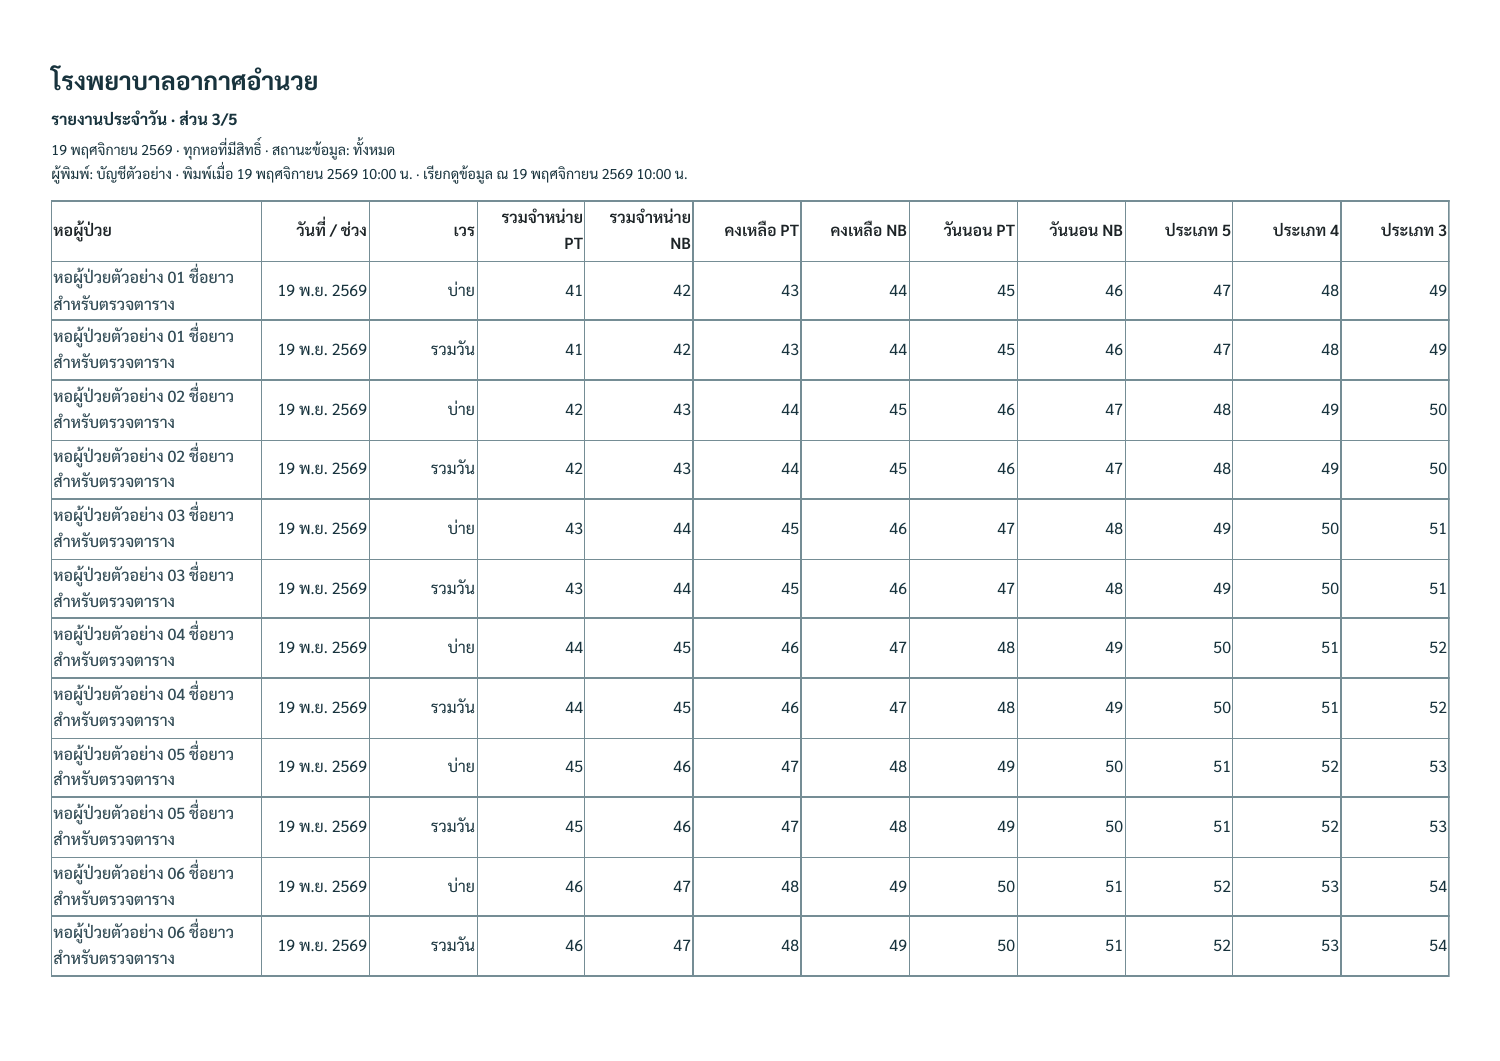 โรงพยาบาลอากาศอำนวย
รายงานประจำวัน · ส่วน 3/5
19 พฤศจิกายน 2569 · ทุกหอที่มีสิทธิ์ · สถานะข้อมูล: ทั้งหมด
ผู้พิมพ์: บัญชีตัวอย่าง · พิมพ์เมื่อ 19 พฤศจิกายน 2569 10:00 น. · เรียกดูข้อมูล ณ 19 พฤศจิกายน 2569 10:00 น.
หอผู้ป่วย วันที่ / ช่วง เวร รวมจำหน่าย PT รวมจำหน่าย NB คงเหลือ PT คงเหลือ NB วันนอน PT วันนอน NB ประเภท 5 ประเภท 4 ประเภท 3
หอผู้ป่วยตัวอย่าง 01 ชื่อยาว
สำหรับตรวจตาราง 19 พ.ย. 2569 บ่าย 41 42 43 44 45 46 47 48 49
หอผู้ป่วยตัวอย่าง 01 ชื่อยาว
สำหรับตรวจตาราง 19 พ.ย. 2569 รวมวัน 41 42 43 44 45 46 47 48 49
หอผู้ป่วยตัวอย่าง 02 ชื่อยาว
สำหรับตรวจตาราง 19 พ.ย. 2569 บ่าย 42 43 44 45 46 47 48 49 50
หอผู้ป่วยตัวอย่าง 02 ชื่อยาว
สำหรับตรวจตาราง 19 พ.ย. 2569 รวมวัน 42 43 44 45 46 47 48 49 50
หอผู้ป่วยตัวอย่าง 03 ชื่อยาว
สำหรับตรวจตาราง 19 พ.ย. 2569 บ่าย 43 44 45 46 47 48 49 50 51
หอผู้ป่วยตัวอย่าง 03 ชื่อยาว
สำหรับตรวจตาราง 19 พ.ย. 2569 รวมวัน 43 44 45 46 47 48 49 50 51
หอผู้ป่วยตัวอย่าง 04 ชื่อยาว
สำหรับตรวจตาราง 19 พ.ย. 2569 บ่าย 44 45 46 47 48 49 50 51 52
หอผู้ป่วยตัวอย่าง 04 ชื่อยาว
สำหรับตรวจตาราง 19 พ.ย. 2569 รวมวัน 44 45 46 47 48 49 50 51 52
หอผู้ป่วยตัวอย่าง 05 ชื่อยาว
สำหรับตรวจตาราง 19 พ.ย. 2569 บ่าย 45 46 47 48 49 50 51 52 53
หอผู้ป่วยตัวอย่าง 05 ชื่อยาว
สำหรับตรวจตาราง 19 พ.ย. 2569 รวมวัน 45 46 47 48 49 50 51 52 53
หอผู้ป่วยตัวอย่าง 06 ชื่อยาว
สำหรับตรวจตาราง 19 พ.ย. 2569 บ่าย 46 47 48 49 50 51 52 53 54
หอผู้ป่วยตัวอย่าง 06 ชื่อยาว
สำหรับตรวจตาราง 19 พ.ย. 2569 รวมวัน 46 47 48 49 50 51 52 53 54